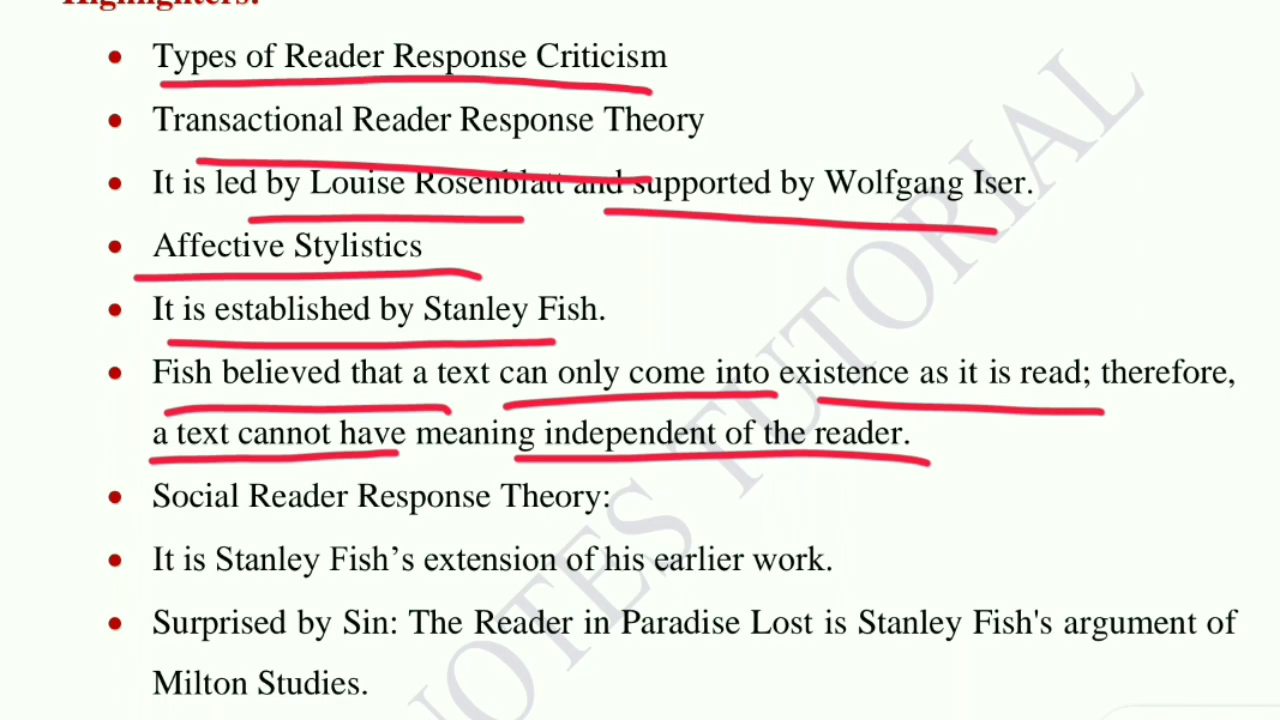 Highlighters:
Types of Reader Response Criticism
Transactional Reader Response Theory
It is led by Louise Rosenblatt and supported by Wolfgang Iser.
Affective Stylistics
It is established by Stanley Fish.
Fish believed that a text can only come into existence as it is read; therefore,
a text cannot have meaning independent of the reader.
Social Reader Response Theory:
It is Stanley Fish’s extension of his earlier work.
Surprised by Sin: The Reader in Paradise Lost is Stanley Fish's argument of
Milton Studies.
NOTES TUTORIAL